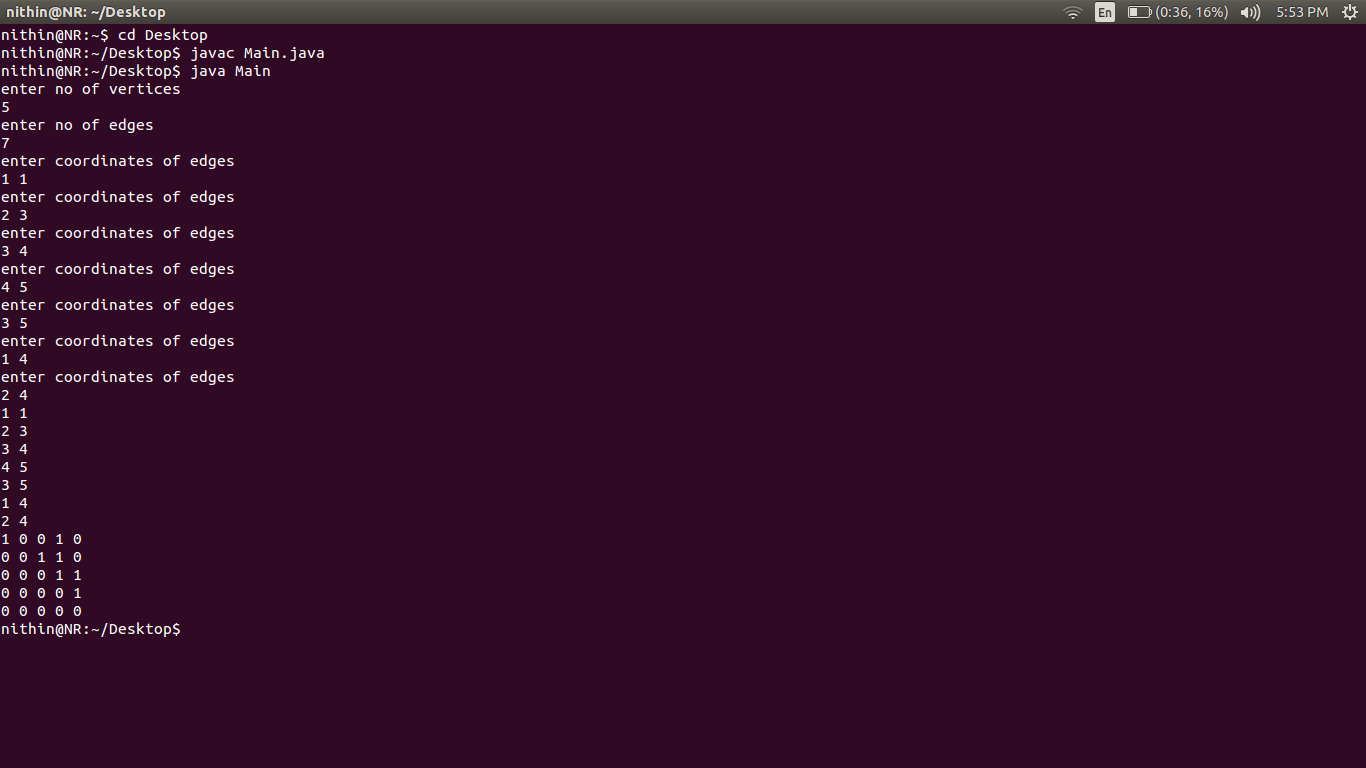 nithin@NR: ~/Desktop En (0:36, 16%) 5:53 PM
nithin@NR:~$ cd Desktop
nithin@NR:~/Desktop$ javac Main.java
nithin@NR:~/Desktop$ java Main
enter no of vertices
5
enter no of edges
7
enter coordinates of edges
1 1
enter coordinates of edges
2 3
enter coordinates of edges
3 4
enter coordinates of edges
4 5
enter coordinates of edges
3 5
enter coordinates of edges
1 4
enter coordinates of edges
2 4
1 1
2 3
3 4
4 5
3 5
1 4
2 4
1 0 0 1 0
0 0 1 1 0
0 0 0 1 1
0 0 0 0 1
0 0 0 0 0
nithin@NR:~/Desktop$